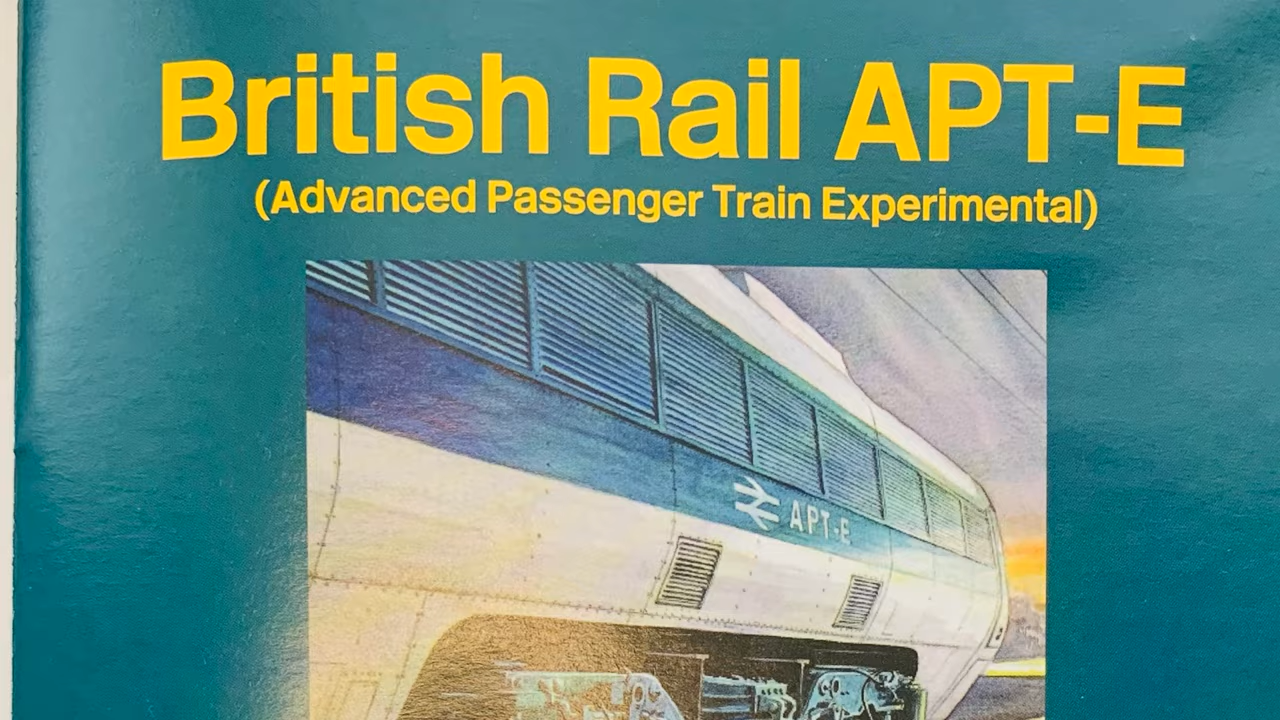 British Rail APT-E
(Advanced Passenger Train Experimental)
APT-E